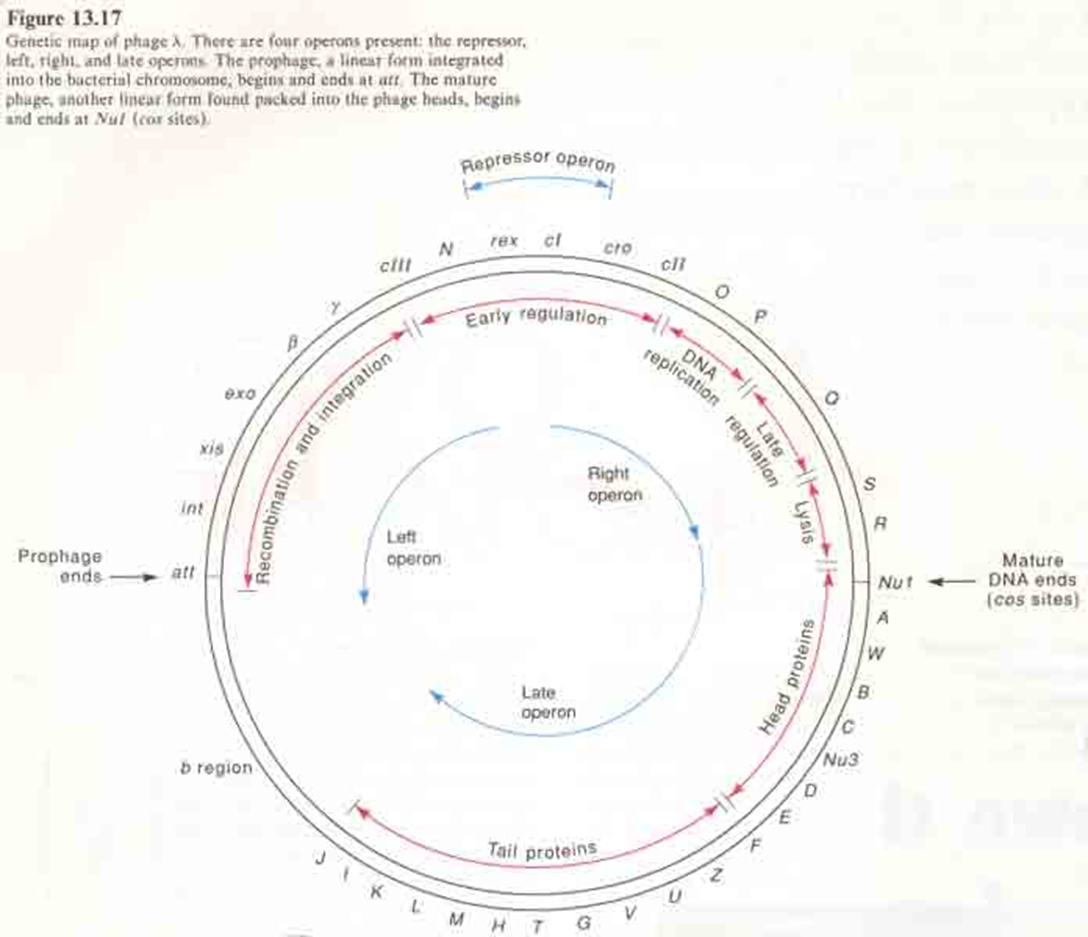 Figure 13.17
Genetic map of phage λ. There are four operons present: the repressor,
left, right, and late operons. The prophage, a linear form integrated
into the bacterial chromosome, begins and ends at att. The mature
phage, another linear form found packed into the phage heads, begins
and ends at Nu1 (cos sites).
Repressor operon
att
int
xis
exo
β
γ
cIII
N
rex
cI
cro
cII
O
P
Q
S
R
Nu1
A
W
B
C
Nu3
D
E
F
Z
U
V
G
T
H
M
L
K
I
J
b region
Early regulation
DNA
replication
Late
regulation
Lysis
Head proteins
Tail proteins
Recombination and integration
Right
operon
Left
operon
Late
operon
Prophage
ends
Mature
DNA ends
(cos sites)